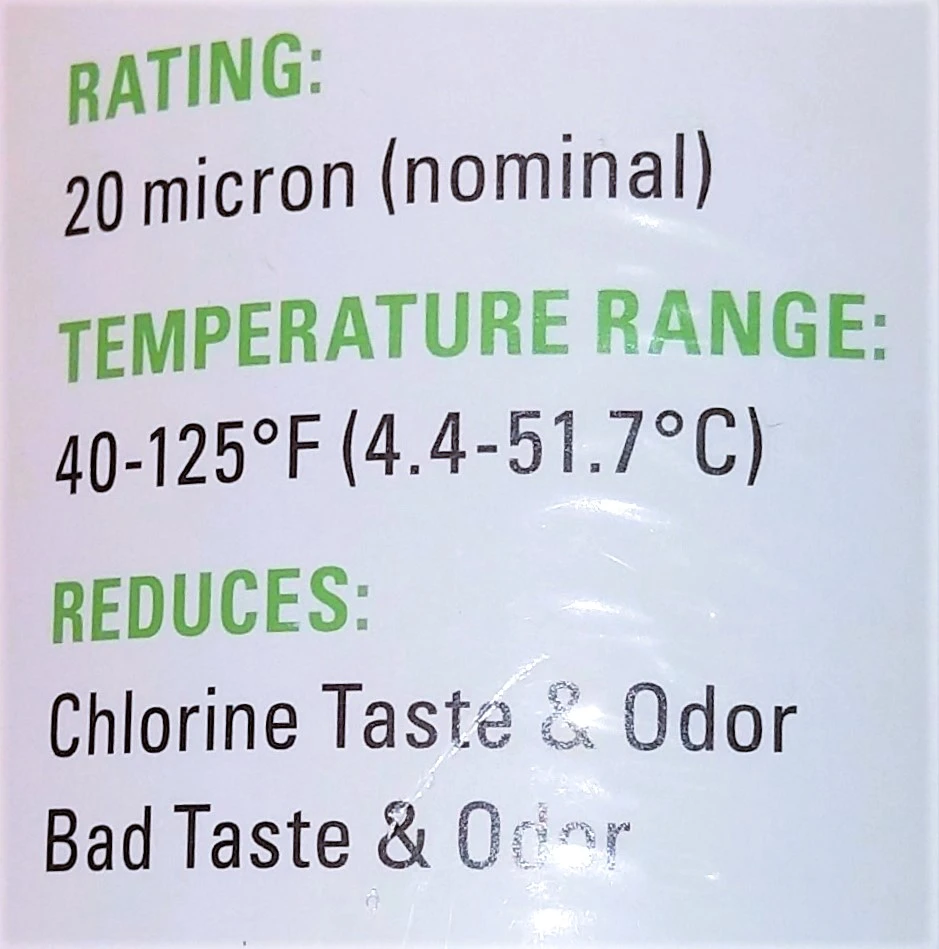 RATING:
20 micron (nominal)
TEMPERATURE RANGE:
40-125°F (4.4-51.7°C)
REDUCES:
Chlorine Taste & Odor
Bad Taste & Odor